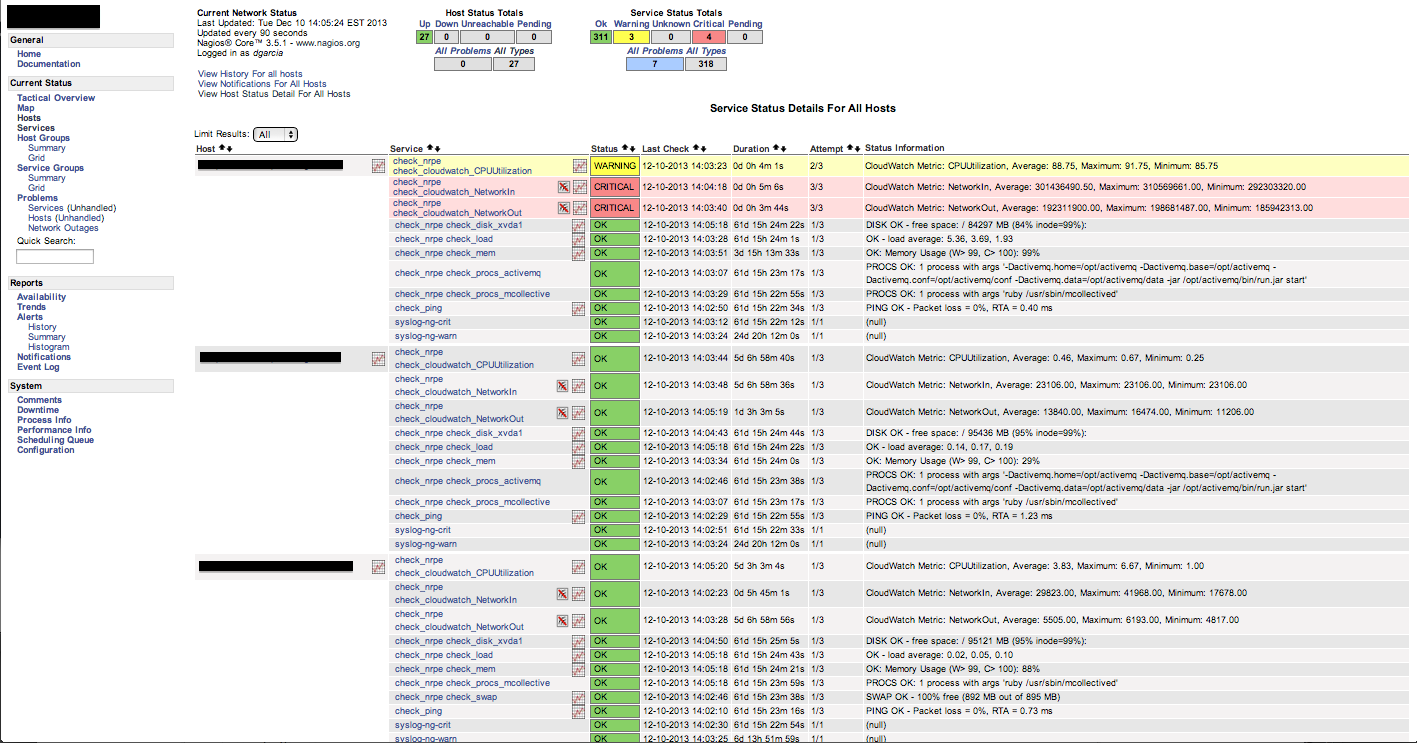 Current Network Status
Last Updated: Tue Dec 10 14:05:24 EST 2013
Updated every 90 seconds
Nagios® Core™ 3.5.1 - www.nagios.org
Logged in as dgarcia
View History For all hosts
View Notifications For All Hosts
View Host Status Detail For All Hosts
Host Status Totals
Up Down Unreachable Pending
27 0 0 0
All Problems All Types
0 27
Service Status Totals
Ok Warning Unknown Critical Pending
311 3 0 4 0
All Problems All Types
7 318
General
Home
Documentation
Current Status
Tactical Overview
Map
Hosts
Services
Host Groups
Summary
Grid
Service Groups
Summary
Grid
Problems
Services (Unhandled)
Hosts (Unhandled)
Network Outages
Quick Search:
Reports
Availability
Trends
Alerts
History
Summary
Histogram
Notifications
Event Log
System
Comments
Downtime
Process Info
Performance Info
Scheduling Queue
Configuration
Service Status Details For All Hosts
Limit Results: All
Host Service Status Last Check Duration Attempt Status Information
check_nrpe
check_cloudwatch_CPUUtilization WARNING 12-10-2013 14:03:23 0d 0h 4m 1s 2/3 CloudWatch Metric: CPUUtilization, Average: 88.75, Maximum: 91.75, Minimum: 85.75
check_nrpe
check_cloudwatch_NetworkIn CRITICAL 12-10-2013 14:04:18 0d 0h 5m 6s 3/3 CloudWatch Metric: NetworkIn, Average: 301436490.50, Maximum: 310569661.00, Minimum: 292303320.00
check_nrpe
check_cloudwatch_NetworkOut CRITICAL 12-10-2013 14:03:40 0d 0h 3m 44s 3/3 CloudWatch Metric: NetworkOut, Average: 192311900.00, Maximum: 198681487.00, Minimum: 185942313.00
check_nrpe check_disk_xvda1 OK 12-10-2013 14:05:18 61d 15h 24m 22s 1/3 DISK OK - free space: / 84297 MB (84% inode=99%):
check_nrpe check_load OK 12-10-2013 14:03:28 61d 15h 24m 1s 1/3 OK - load average: 5.36, 3.69, 1.93
check_nrpe check_mem OK 12-10-2013 14:03:51 3d 15h 13m 33s 1/3 OK: Memory Usage (W> 99, C> 100): 99%
check_nrpe check_procs_activemq OK 12-10-2013 14:03:07 61d 15h 23m 17s 1/3 PROCS OK: 1 process with args '-Dactivemq.home=/opt/activemq -Dactivemq.base=/opt/activemq -
Dactivemq.conf=/opt/activemq/conf -Dactivemq.data=/opt/activemq/data -jar /opt/activemq/bin/run.jar start'
check_nrpe check_procs_mcollective OK 12-10-2013 14:03:29 61d 15h 22m 55s 1/3 PROCS OK: 1 process with args 'ruby /usr/sbin/mcollectived'
check_ping OK 12-10-2013 14:02:50 61d 15h 22m 34s 1/3 PING OK - Packet loss = 0%, RTA = 0.40 ms
syslog-ng-crit OK 12-10-2013 14:03:12 61d 15h 22m 12s 1/1 (null)
syslog-ng-warn OK 12-10-2013 14:03:24 24d 20h 12m 0s 1/1 (null)
check_nrpe
check_cloudwatch_CPUUtilization OK 12-10-2013 14:03:44 5d 6h 58m 40s 1/3 CloudWatch Metric: CPUUtilization, Average: 0.46, Maximum: 0.67, Minimum: 0.25
check_nrpe
check_cloudwatch_NetworkIn OK 12-10-2013 14:03:48 5d 6h 58m 36s 1/3 CloudWatch Metric: NetworkIn, Average: 23106.00, Maximum: 23106.00, Minimum: 23106.00
check_nrpe
check_cloudwatch_NetworkOut OK 12-10-2013 14:05:19 1d 3h 3m 5s 1/3 CloudWatch Metric: NetworkOut, Average: 13840.00, Maximum: 16474.00, Minimum: 11206.00
check_nrpe check_disk_xvda1 OK 12-10-2013 14:04:43 61d 15h 24m 44s 1/3 DISK OK - free space: / 95436 MB (95% inode=99%):
check_nrpe check_load OK 12-10-2013 14:05:18 61d 15h 24m 22s 1/3 OK - load average: 0.14, 0.17, 0.19
check_nrpe check_mem OK 12-10-2013 14:03:34 61d 15h 24m 0s 1/3 OK: Memory Usage (W> 99, C> 100): 29%
check_nrpe check_procs_activemq OK 12-10-2013 14:02:46 61d 15h 23m 38s 1/3 PROCS OK: 1 process with args '-Dactivemq.home=/opt/activemq -Dactivemq.base=/opt/activemq -
Dactivemq.conf=/opt/activemq/conf -Dactivemq.data=/opt/activemq/data -jar /opt/activemq/bin/run.jar start'
check_nrpe check_procs_mcollective OK 12-10-2013 14:03:07 61d 15h 23m 17s 1/3 PROCS OK: 1 process with args 'ruby /usr/sbin/mcollectived'
check_ping OK 12-10-2013 14:02:29 61d 15h 22m 55s 1/3 PING OK - Packet loss = 0%, RTA = 1.23 ms
syslog-ng-crit OK 12-10-2013 14:02:51 61d 15h 22m 33s 1/1 (null)
syslog-ng-warn OK 12-10-2013 14:03:24 24d 20h 12m 0s 1/1 (null)
check_nrpe
check_cloudwatch_CPUUtilization OK 12-10-2013 14:05:20 5d 3h 3m 4s 1/3 CloudWatch Metric: CPUUtilization, Average: 3.83, Maximum: 6.67, Minimum: 1.00
check_nrpe
check_cloudwatch_NetworkIn OK 12-10-2013 14:02:23 0d 5h 45m 1s 1/3 CloudWatch Metric: NetworkIn, Average: 29823.00, Maximum: 41968.00, Minimum: 17678.00
check_nrpe
check_cloudwatch_NetworkOut OK 12-10-2013 14:03:28 5d 6h 58m 56s 1/3 CloudWatch Metric: NetworkOut, Average: 5505.00, Maximum: 6193.00, Minimum: 4817.00
check_nrpe check_disk_xvda1 OK 12-10-2013 14:04:50 61d 15h 25m 5s 1/3 DISK OK - free space: / 95121 MB (95% inode=99%):
check_nrpe check_load OK 12-10-2013 14:05:18 61d 15h 24m 43s 1/3 OK - load average: 0.02, 0.05, 0.10
check_nrpe check_mem OK 12-10-2013 14:05:18 61d 15h 24m 21s 1/3 OK: Memory Usage (W> 99, C> 100): 88%
check_nrpe check_procs_mcollective OK 12-10-2013 14:05:18 61d 15h 23m 59s 1/3 PROCS OK: 1 process with args 'ruby /usr/sbin/mcollectived'
check_nrpe check_swap OK 12-10-2013 14:02:46 61d 15h 23m 38s 1/3 SWAP OK - 100% free (892 MB out of 895 MB)
check_ping OK 12-10-2013 14:02:10 61d 15h 23m 16s 1/3 PING OK - Packet loss = 0%, RTA = 0.73 ms
syslog-ng-crit OK 12-10-2013 14:02:30 61d 15h 22m 54s 1/1 (null)
syslog-ng-warn OK 12-10-2013 14:03:25 6d 13h 51m 59s 1/1 (null)